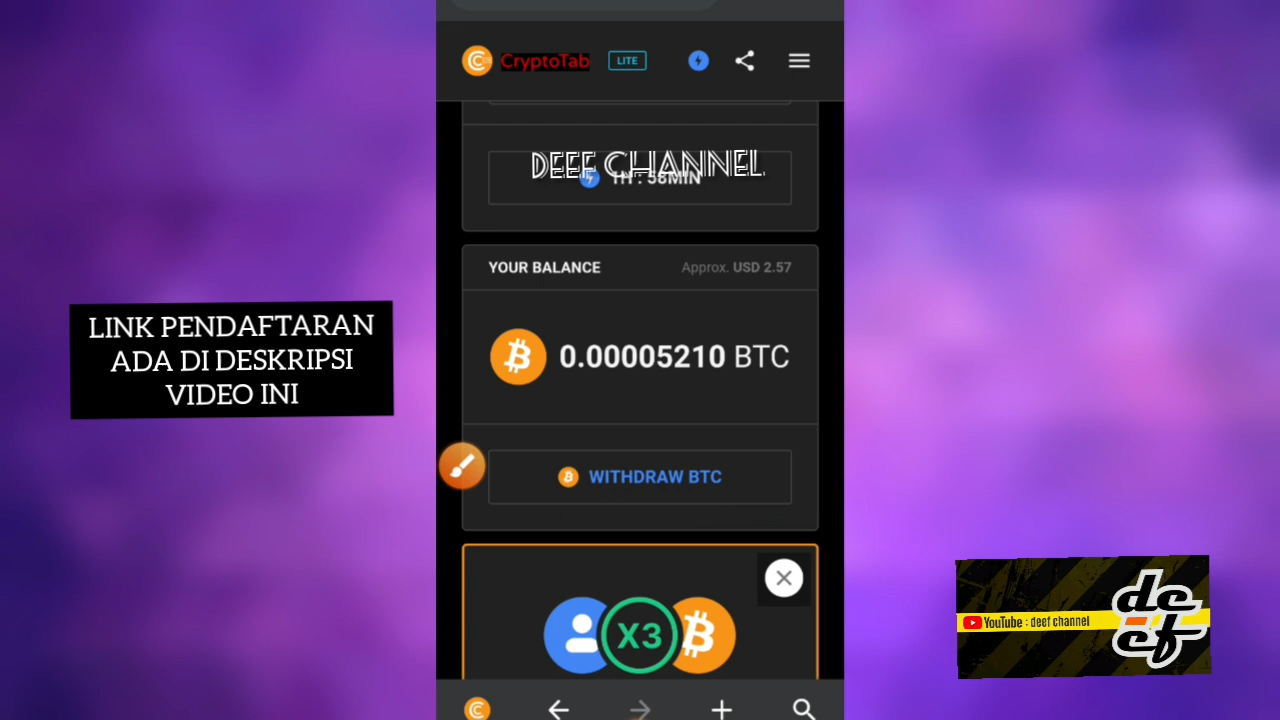 CryptoTab LITE
DEEF CHANNEL
1H : 58MIN
YOUR BALANCE
Approx. USD 2.57
0.00005210 BTC
WITHDRAW BTC
X3
LINK PENDAFTARAN
ADA DI DESKRIPSI
VIDEO INI
YouTube : deef channel
de
ef